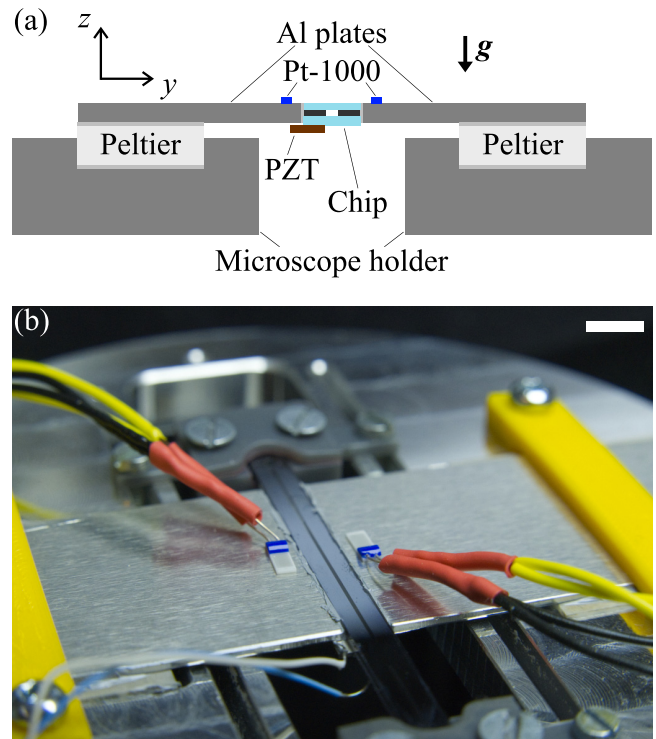 (a)
z
y
Al plates
Pt-1000
g
Peltier
PZT
Chip
Peltier
Microscope holder
(b)